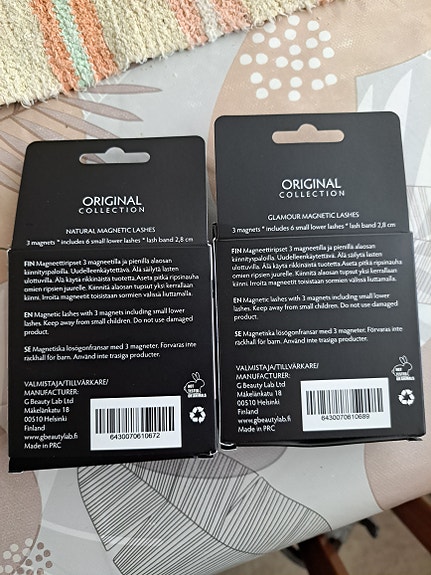 ORIGINAL
COLLECTION
NATURAL MAGNETIC LASHES
3 magnets * includes 6 small lower lashes * lash band 2,8 cm
FIN Magneettiripset 3 magneetilla ja pienillä alaosan
kiinnityspaloilla. Uudelleenkäytettävä. Älä säilytä lasten
ulottuvilla. Älä käytä rikkinäistä tuotetta.Aseta pitkä ripsinauha
omien ripsien juurelle. Kiinnitä alaosan tupsut yksi kerrallaan
kiinni. Irroita magneetit toisistaan sormien välissä liuttamalla.
EN Magnetic lashes with 3 magnets including small lower
lashes. Keep away from small children. Do not use damaged
product.
SE Magnetiska lösögonfransar med 3 magneter. Förvaras inte
räckhåll för barn. Använd inte trasiga producter.
VALMISTAJA/TILLVÄRKARE/
MANUFACTURER:
G Beauty Lab Ltd
Mäkelänkatu 18
00510 Helsinki
Finland
www.gbeautylab.fi
Made in PRC
6430070610672
NOT
TESTED
ON ANIMALS
ORIGINAL
COLLECTION
GLAMOUR MAGNETIC LASHES
3 magnets * includes 6 small lower lashes * lash band 2,8 cm
FIN Magneettiripset 3 magneetilla ja pienillä alaosan
kiinnityspaloilla. Uudelleenkäytettävä. Älä säilytä lasten
ulottuvilla. Älä käytä rikkinäistä tuotetta.Aseta pitkä ripsinauha
omien ripsien juurelle. Kiinnitä alaosan tupsut yksi kerrallaan
kiinni. Irroita magneetit toisistaan sormien välissä liuttamalla.
EN Magnetic lashes with 3 magnets including small lower
lashes. Keep away from small children. Do not use damaged
product.
SE Magnetiska lösögonfransar med 3 magneter. Förvaras inte
räckhåll för barn. Använd inte trasiga producter.
VALMISTAJA/TILLVÄRKARE/
MANUFACTURER:
G Beauty Lab Ltd
Mäkelänkatu 18
00510 Helsinki
Finland
www.gbeautylab.fi
Made in PRC
6430070610689
NOT
TESTED
ON ANIMALS